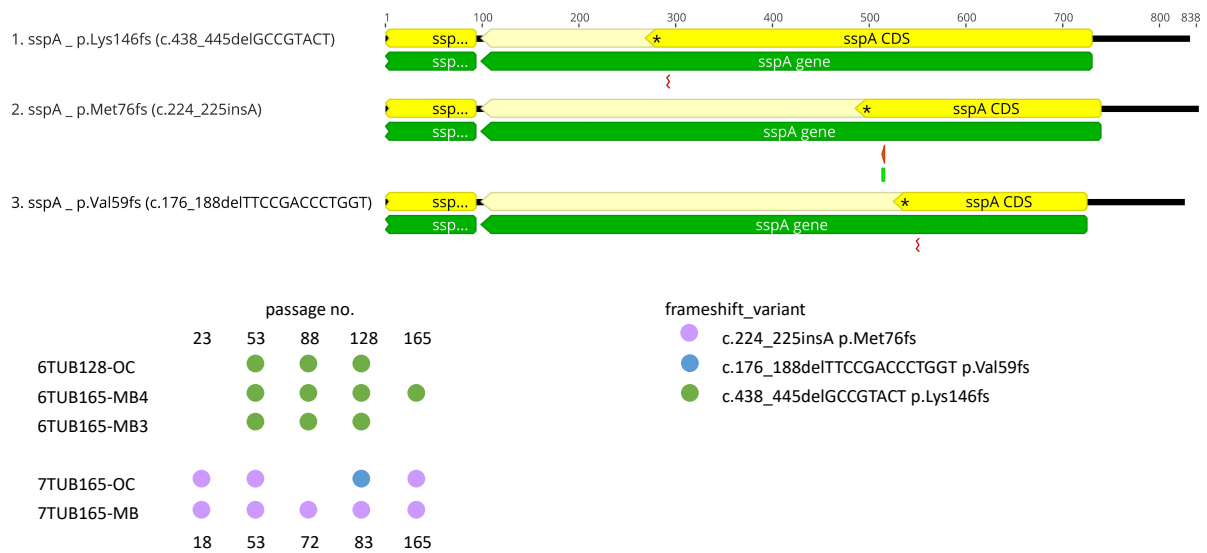 1 100 200 300 400 500 600 700 800 838
1. sspA _ p.Lys146fs (c.438_445delGCCGTACT) ssp... * sspA CDS
ssp... sspA gene
2. sspA _ p.Met76fs (c.224_225insA) ssp... * sspA CDS
ssp... sspA gene
3. sspA _ p.Val59fs (c.176_188delTTCCGACCCTGGT) ssp... * sspA CDS
ssp... sspA gene
passage no.
23 53 88 128 165
6TUB128-OC
6TUB165-MB4
6TUB165-MB3
7TUB165-OC
7TUB165-MB
18 53 72 83 165
frameshift_variant
c.224_225insA p.Met76fs
c.176_188delTTCCGACCCTGGT p.Val59fs
c.438_445delGCCGTACT p.Lys146fs